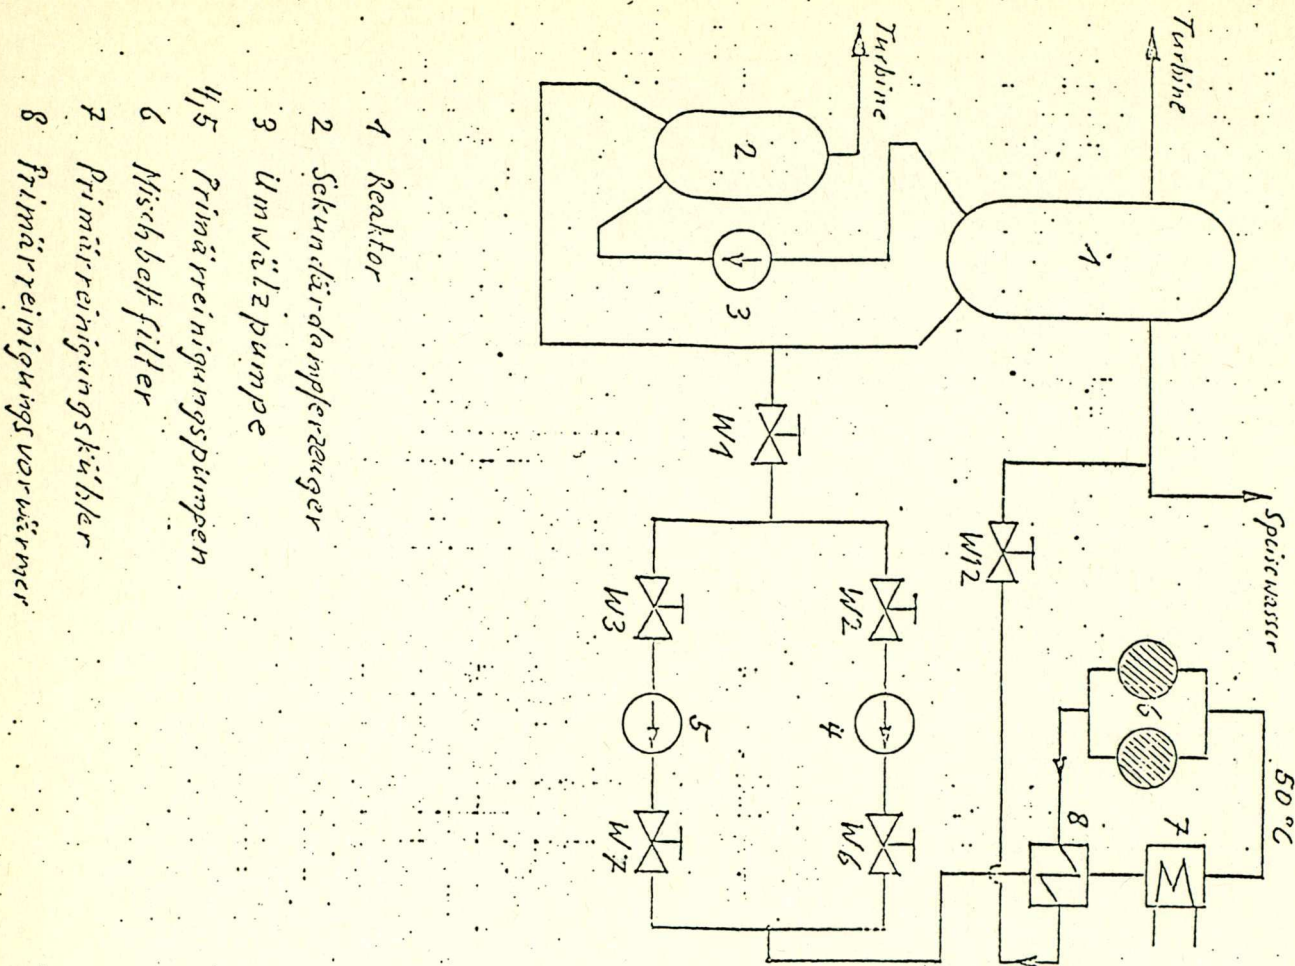 Turbine
Turbine
Speisewasser
50°C
1
2
3
W1
W12
W3
W2
5
4
W7
W6
6
7
8
1 Reaktor
2 Sekundärdampferzeuger
3 Umwälzpumpe
4,5 Primärreinigungspumpen
6 Mischbettfilter
7 Primärreinigungskühler
8 Primärreinigungsvorwärmer